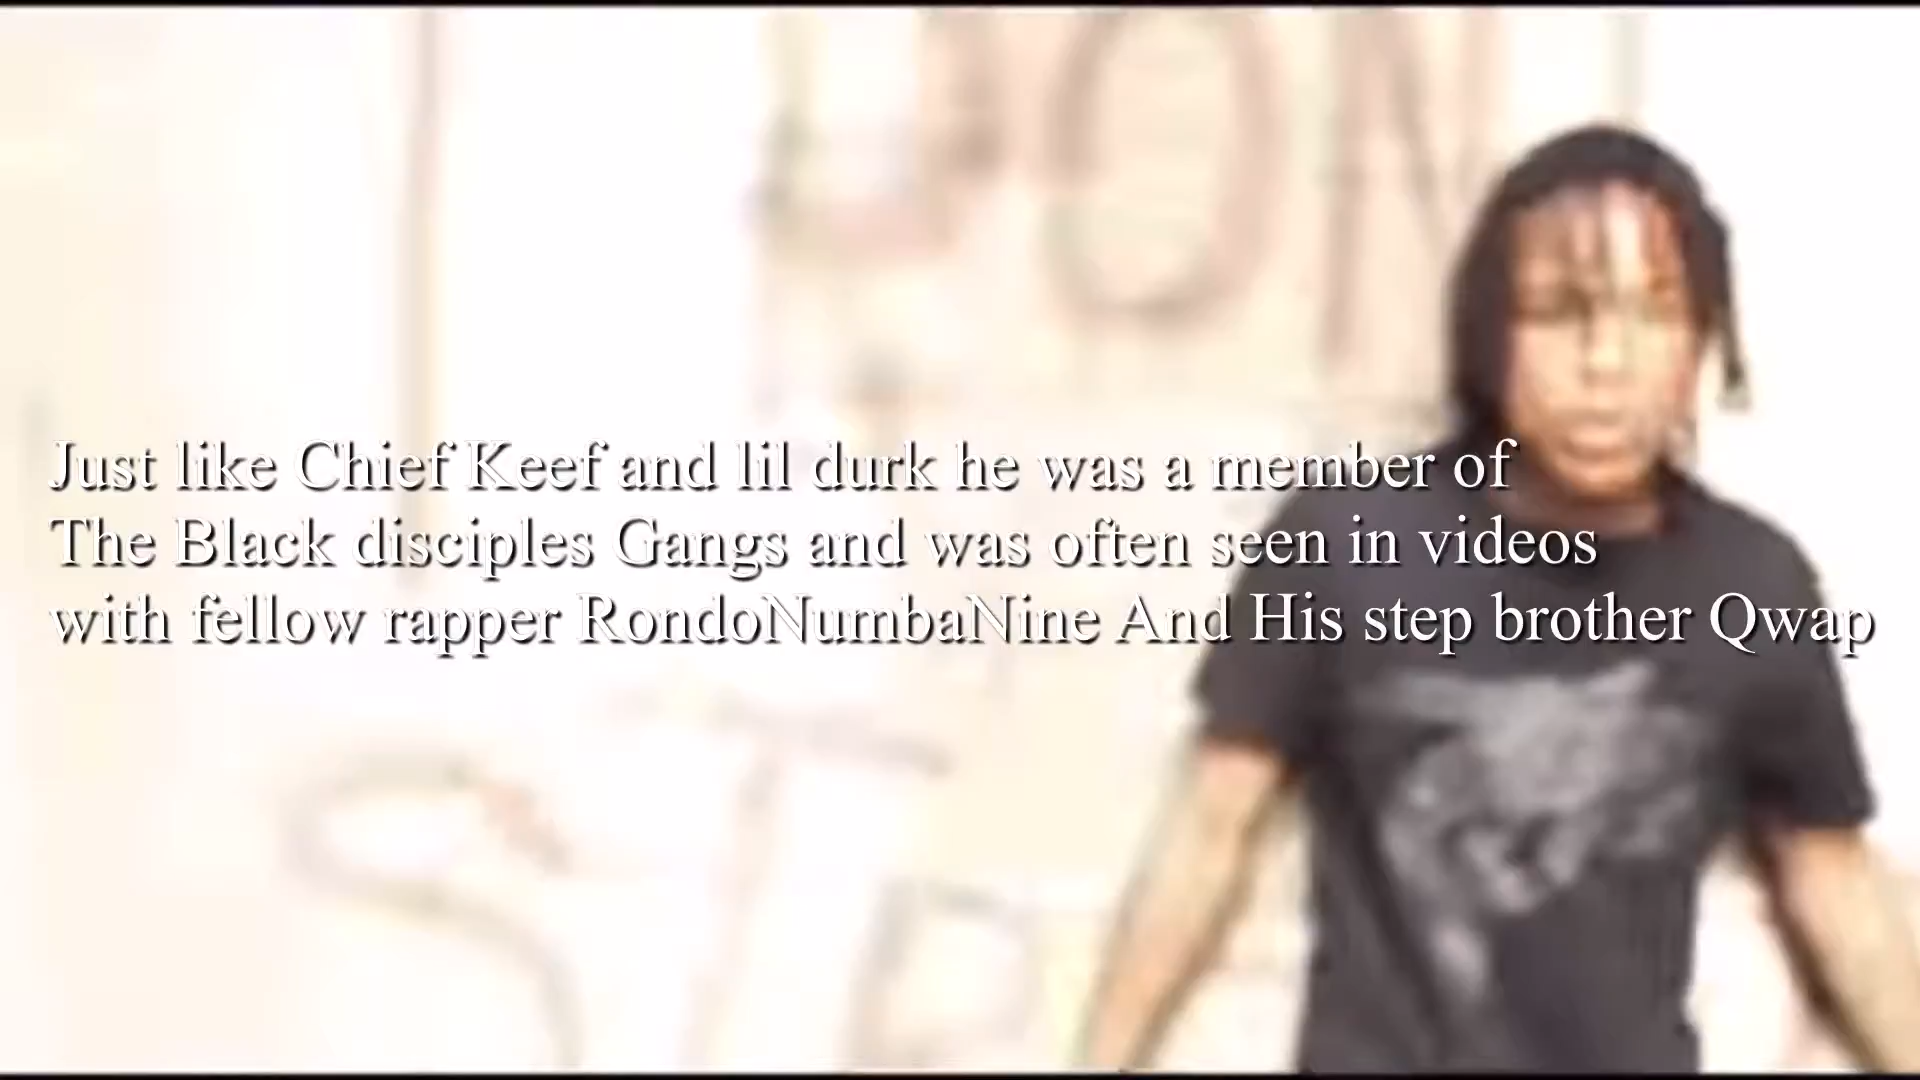 Just like Chief Keef and lil durk he was a member of
The Black disciples Gangs and was often seen in videos
with fellow rapper RondoNumbaNine And His step brother Qwap